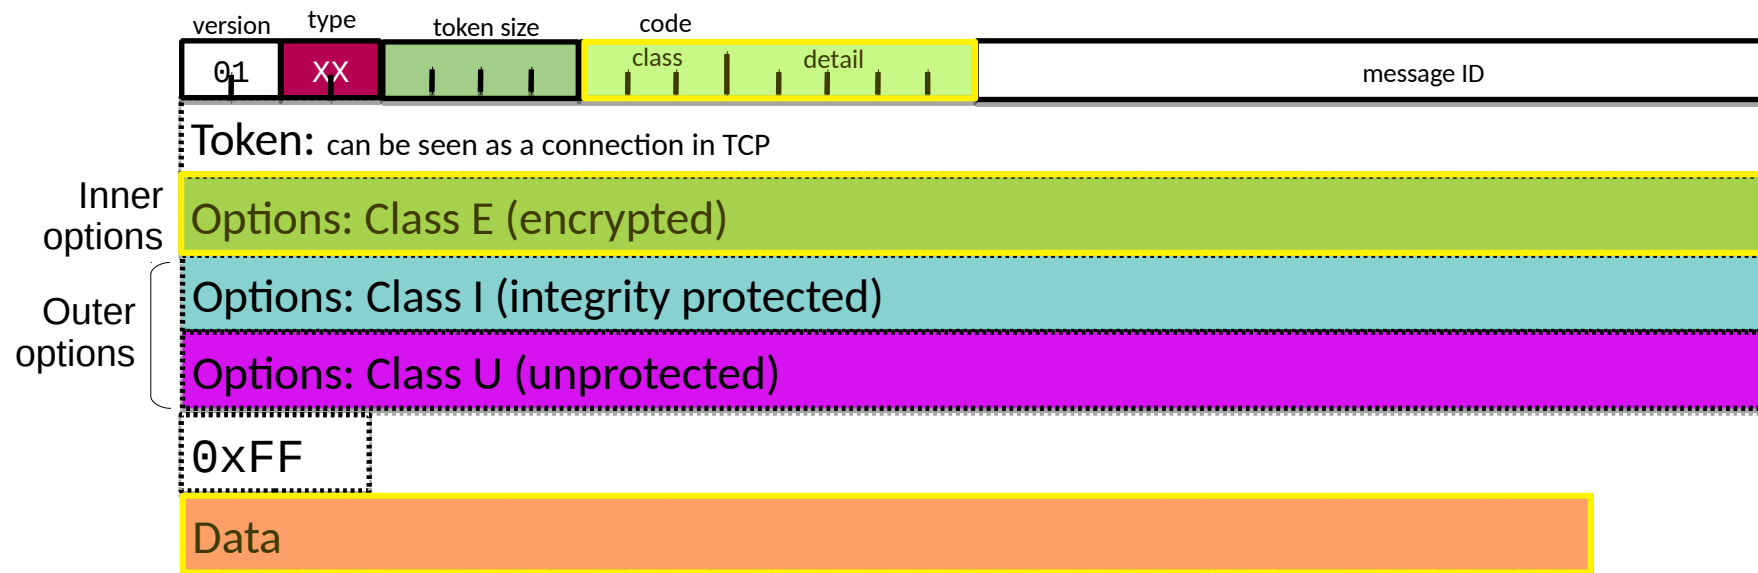 version type token size code
01 XX class detail message ID
Token: can be seen as a connection in TCP
Inner
options
Options: Class E (encrypted)
Outer
options
Options: Class I (integrity protected)
Options: Class U (unprotected)
0xFF
Data